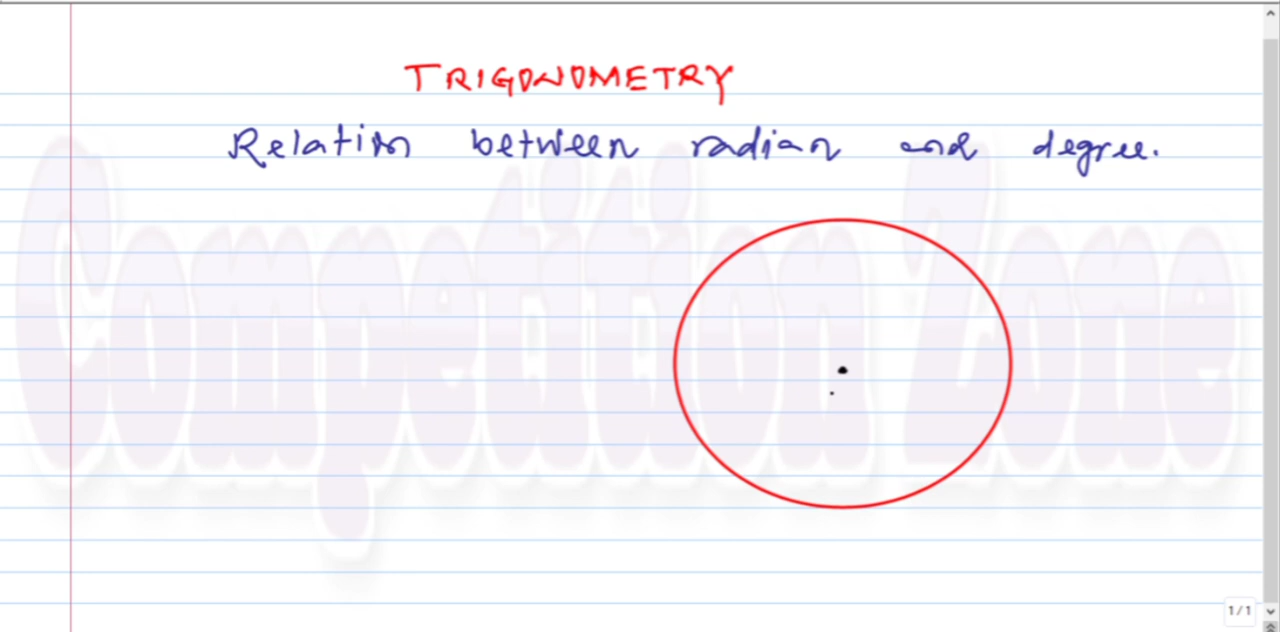 TRIGONOMETRY
Relation between radian and degree.
Competition Zone
1/1